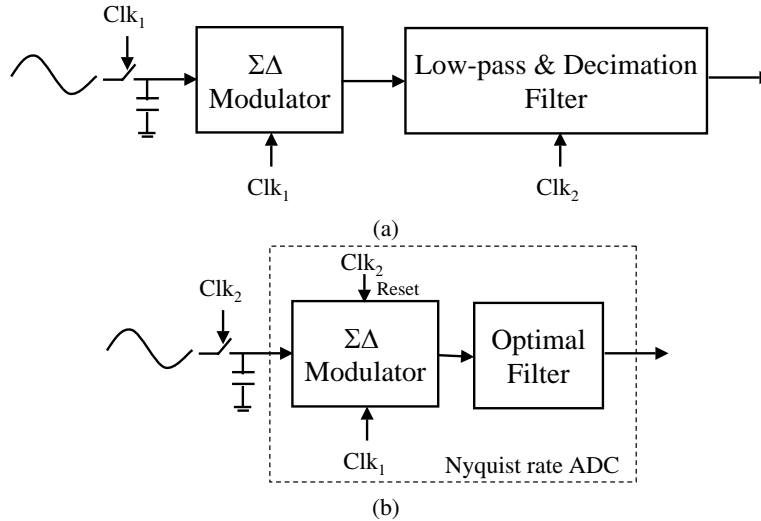 Clk₁
ΣΔ
Modulator
Low-pass & Decimation
Filter
Clk₁
Clk₂
(a)
Clk₂
Clk₂
Reset
ΣΔ
Modulator
Optimal
Filter
Clk₁
Nyquist rate ADC
(b)